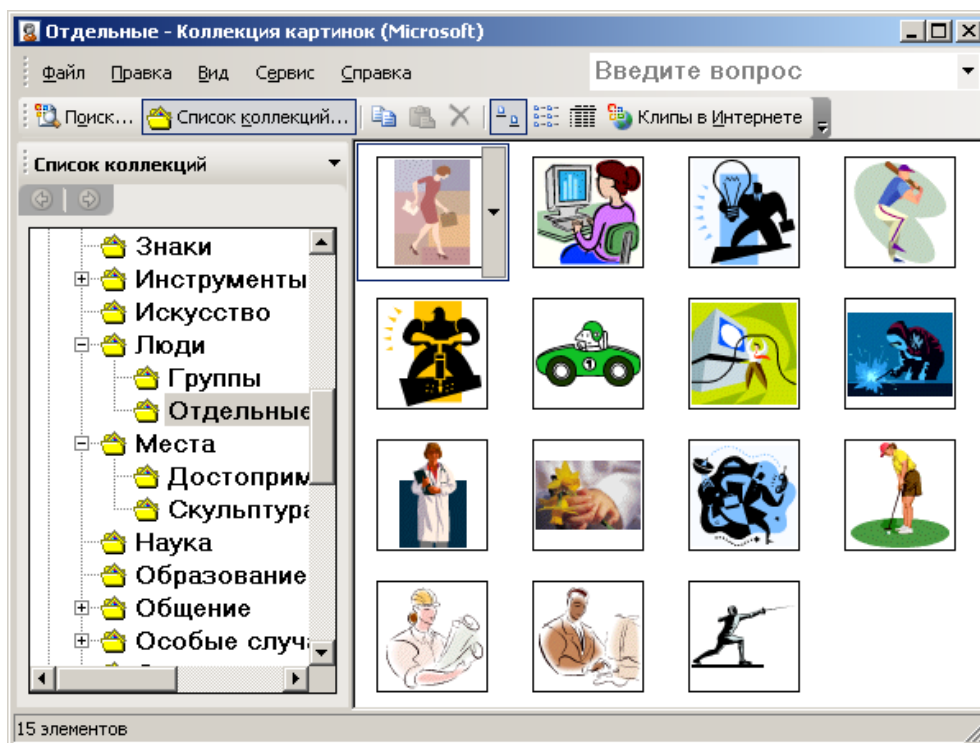 Отдельные - Коллекция картинок (Microsoft)
Файл Правка Вид Сервис Справка Введите вопрос
Поиск... Список коллекций... Клипы в Интернете
Список коллекций
Знаки
Инструменты
Искусство
Люди
Группы
Отдельные
Места
Достоприм
Скульптура
Наука
Образование
Общение
Особые случа
1
15 элементов